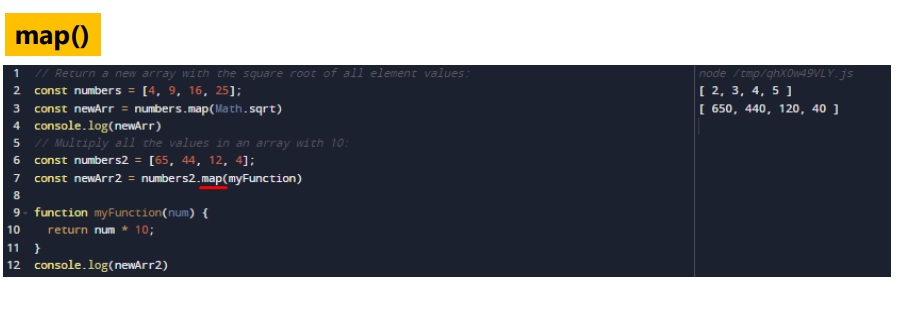 map()
1 // Return a new array with the square root of all element values:
2 const numbers = [4, 9, 16, 25];
3 const newArr = numbers.map(Math.sqrt)
4 console.log(newArr)
5 // Multiply all the values in an array with 10:
6 const numbers2 = [65, 44, 12, 4];
7 const newArr2 = numbers2.map(myFunction)
8
9 function myFunction(num) {
10 return num * 10;
11 }
12 console.log(newArr2)
node /tmp/qhXOw49VLY.js
[ 2, 3, 4, 5 ]
[ 650, 440, 120, 40 ]